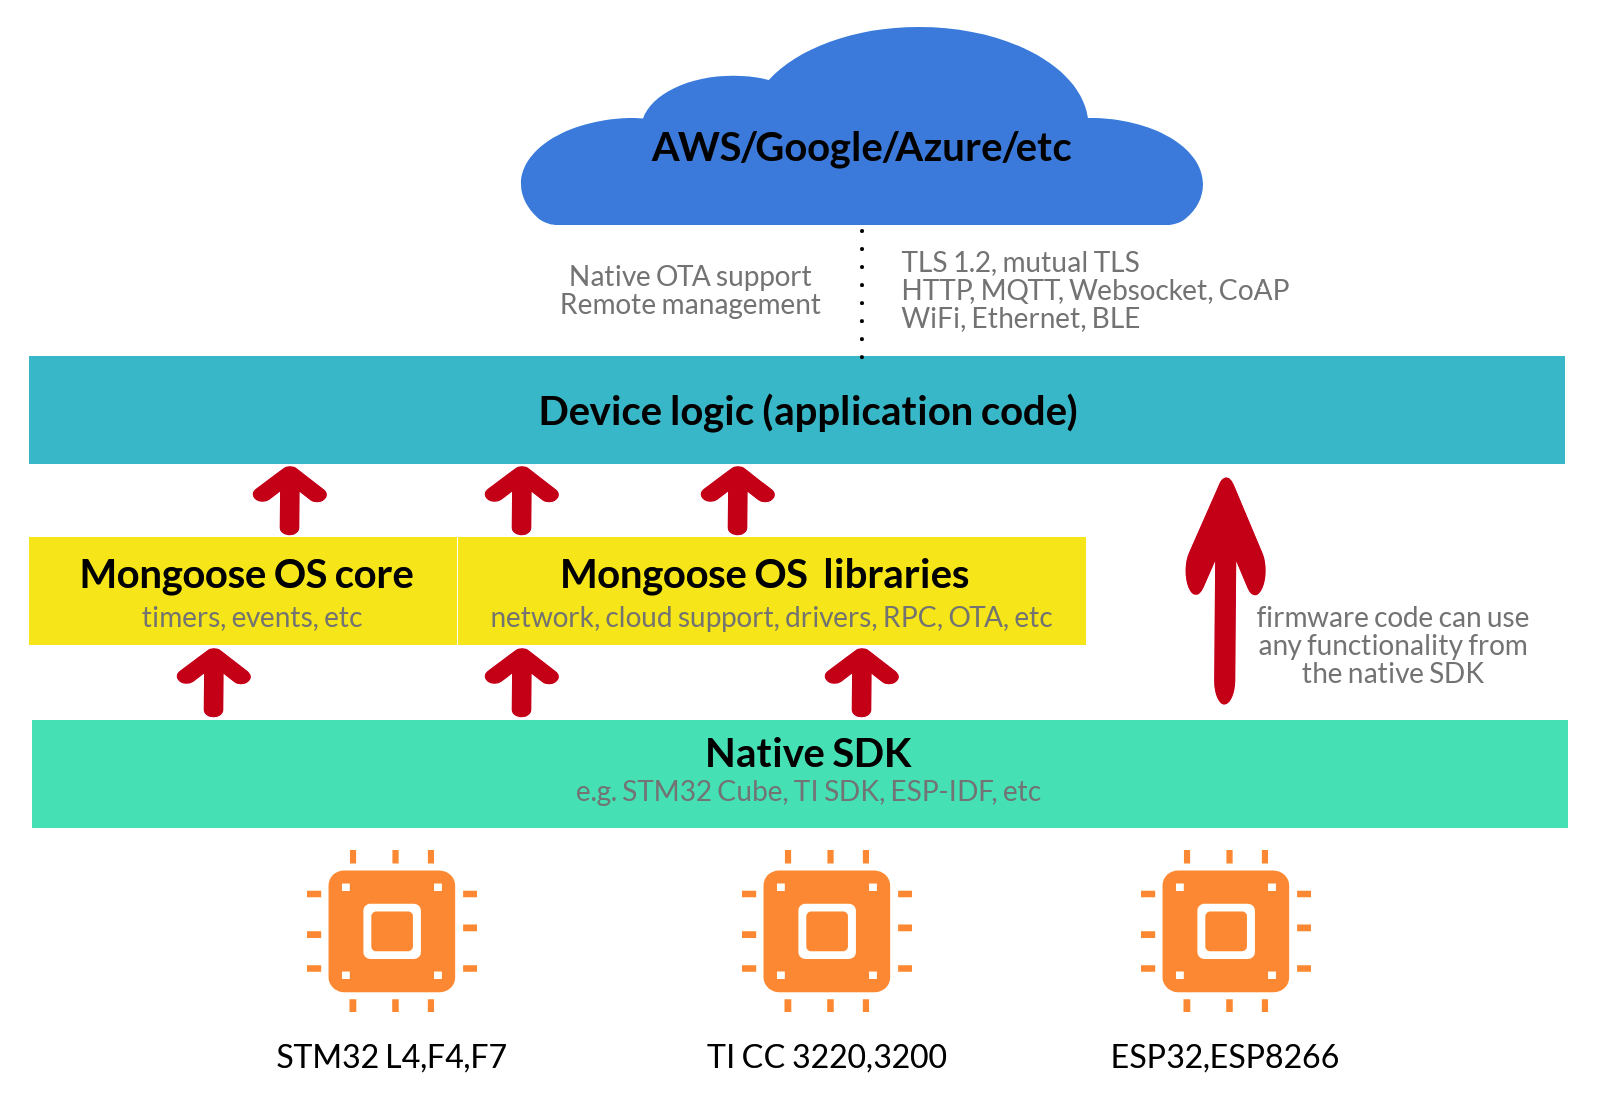 AWS/Google/Azure/etc
Native OTA support
Remote management
TLS 1.2, mutual TLS
HTTP, MQTT, Websocket, CoAP
WiFi, Ethernet, BLE
Device logic (application code)
Mongoose OS core
timers, events, etc
Mongoose OS libraries
network, cloud support, drivers, RPC, OTA, etc
firmware code can use
any functionality from
the native SDK
Native SDK
e.g. STM32 Cube, TI SDK, ESP-IDF, etc
STM32 L4,F4,F7
TI CC 3220,3200
ESP32,ESP8266